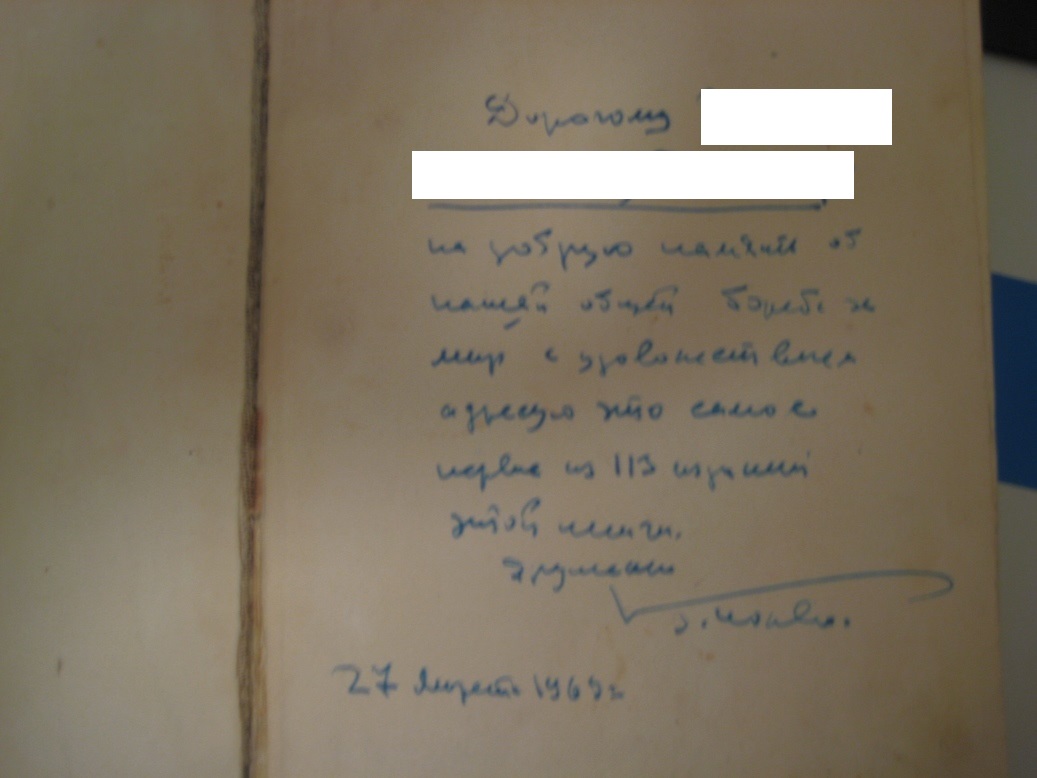 Дорогому
на добрую память об
нашей общей борьбе за
мир с удовольствием
адресую это самое
первое из 113 изданий
этой книги.
Дружески
27 августа 1969 г.